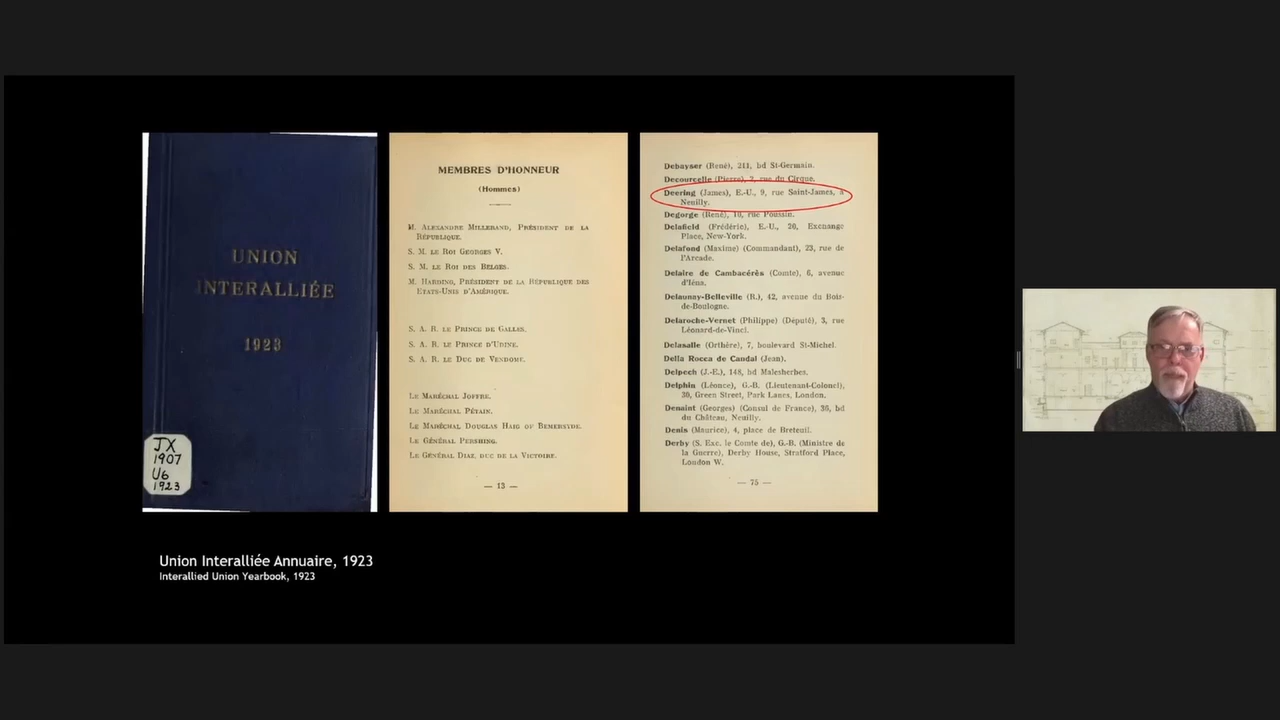 UNION
INTERALLIÉE
1923
JX
1907
U6
1923
MEMBRES D'HONNEUR
(Hommes)
M. Alexandre Millerand, Président de la
République.
S. M. le Roi Georges V.
S. M. le Roi des Belges.
M. Harding, Président de la République des
Etats-Unis d'Amérique.
S. A. R. le Prince de Galles.
S. A. R. le Prince d'Udine.
S. A. R. le Duc de Vendome.
Le Maréchal Joffre.
Le Maréchal Pétain.
Le Maréchal Douglas Haig of Bemersyde.
Le Général Pershing.
Le Général Diaz, duc de la Victoire.
— 13 —
Debayser (René), 211, bd St-Germain.
Decourcelle (Pierre), 2, rue du Cirque.
Deering (James), E.-U., 9, rue Saint-James, à
Neuilly.
Degorge (René), 10, rue Poussin.
Delafield (Frédéric), E.-U., 20, Exchange
Place, New-York.
Delafond (Maxime) (Commandant), 23, rue de
l'Arcade.
Delaire de Cambacérès (Comte), 6, avenue
d'Iéna.
Delaunay-Belleville (R.), 42, avenue du Bois-
de-Boulogne.
Delaroche-Vernet (Philippe) (Député), 3, rue
Léonard-de-Vinci.
Delasalle (Orthère), 7, boulevard St-Michel.
Della Rocca de Candal (Jean).
Delpech (J.-E.), 148, bd Malesherbes.
Delphin (Léonce), G.-B. (Lieutenant-Colonel),
30, Green Street, Park Lanes, London.
Denaint (Georges) (Consul de France), 36, bd
du Château, Neuilly.
Denis (Maurice), 4, place de Breteuil.
Derby (S. Exc. le Comte de), G.-B. (Ministre de
la Guerre), Derby House, Stratford Place,
London W.
— 75 —
Union Interalliée Annuaire, 1923
Interallied Union Yearbook, 1923